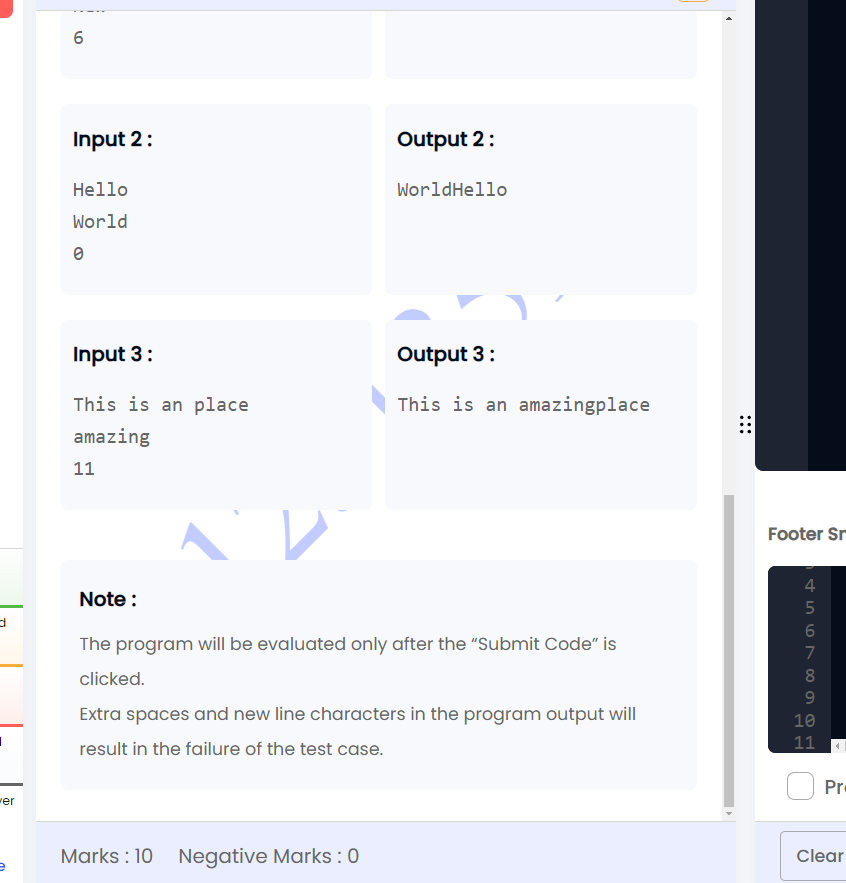 6
Input 2 :
Output 2 :
Hello
World
0
WorldHello
Input 3 :
Output 3 :
This is an place
amazing
11
This is an amazingplace
Note :
The program will be evaluated only after the “Submit Code” is
clicked.
Extra spaces and new line characters in the program output will
result in the failure of the test case.
Marks : 10 Negative Marks : 0
Footer Sn
4
5
6
7
8
9
10
11
Pr
Clear